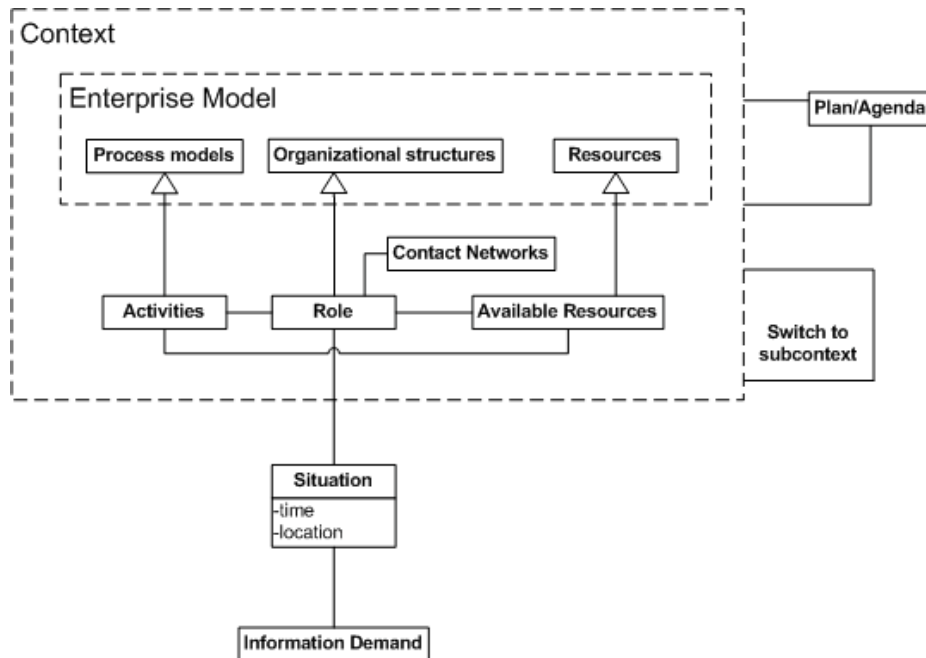 Context
Enterprise Model
Plan/Agenda
Process models
Organizational structures
Resources
Contact Networks
Activities
Role
Available Resources
Switch to
subcontext
Situation
-time
-location
Information Demand